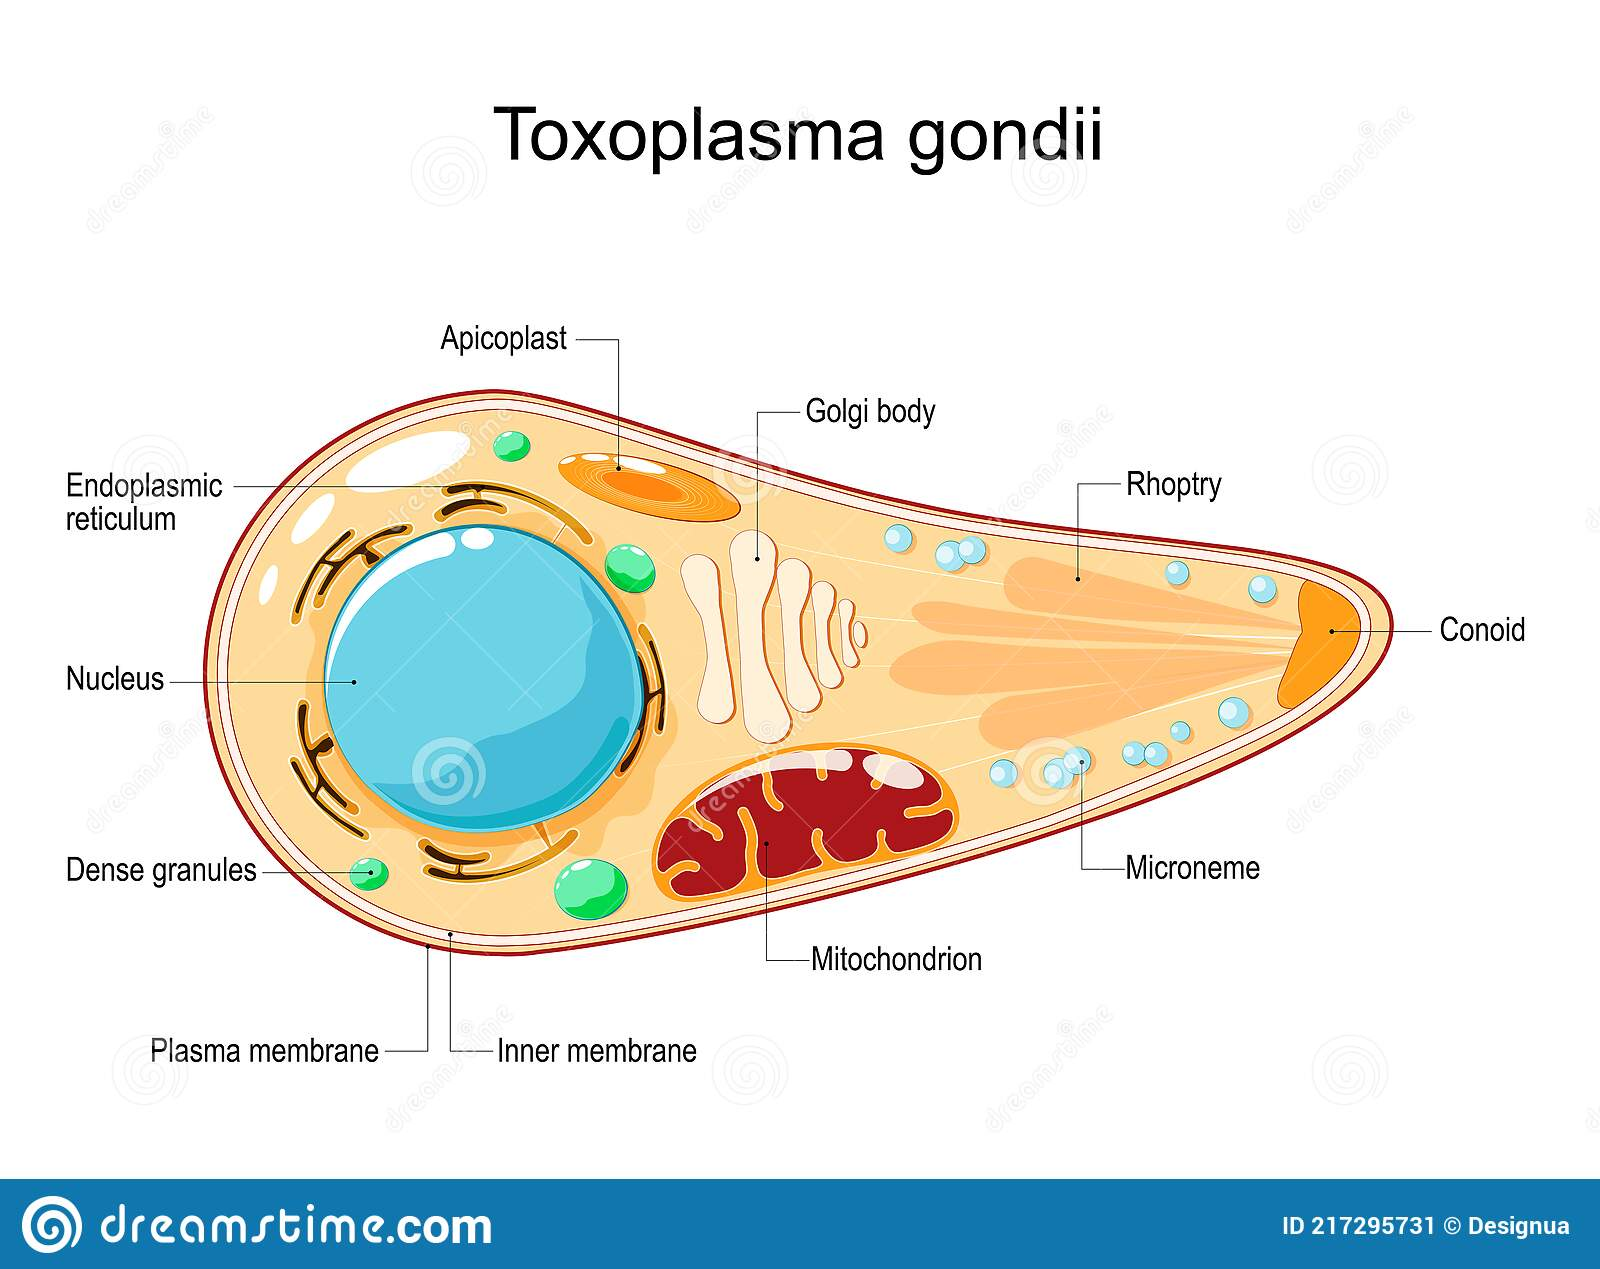 Toxoplasma gondii
Apicoplast
Golgi body
Endoplasmic
reticulum
Rhoptry
Conoid
Nucleus
Dense granules
Microneme
Mitochondrion
Plasma membrane
Inner membrane
dreamstime.com
ID 217295731 © Designua